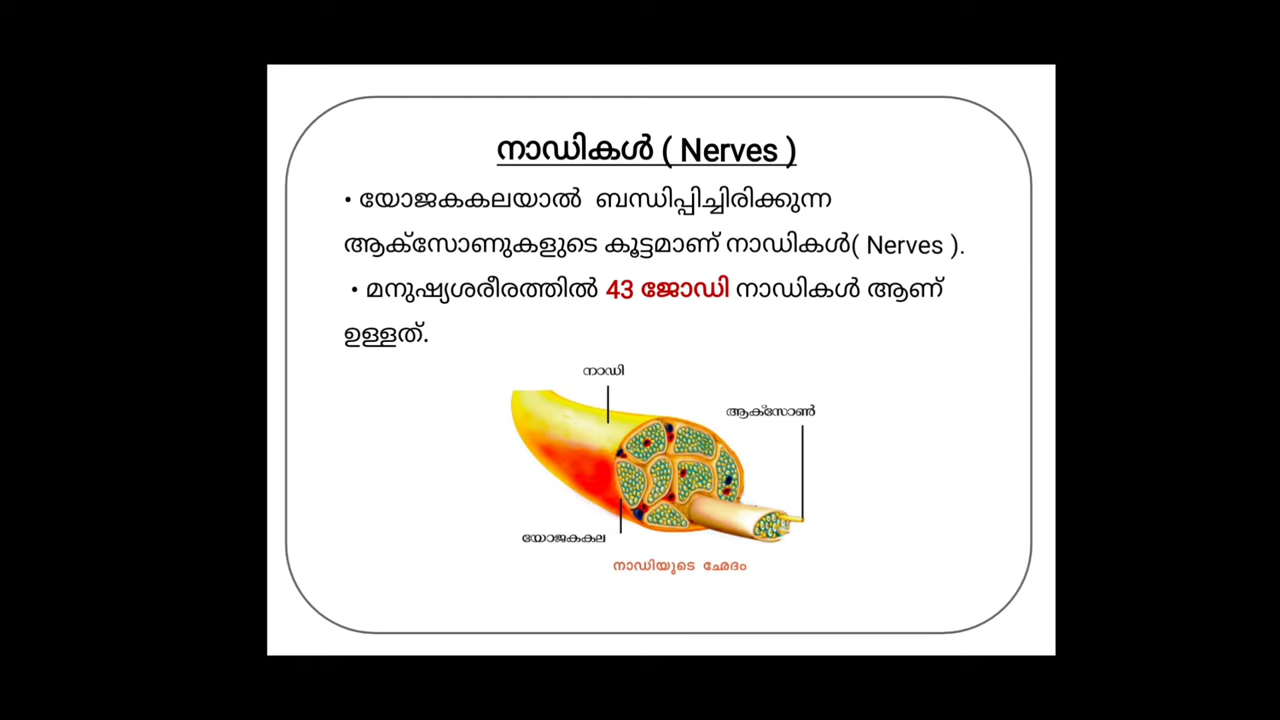 നാഡികൾ ( Nerves )
• യോജകകലയാൽ ബന്ധിപ്പിച്ചിരിക്കുന്ന
ആക്സോണുകളുടെ കൂട്ടമാണ് നാഡികൾ( Nerves ).
• മനുഷ്യശരീരത്തിൽ 43 ജോഡി നാഡികൾ ആണ്
ഉള്ളത്.
നാഡി
ആക്സോൺ
യോജകകല
നാഡിയുടെ ഛേദം